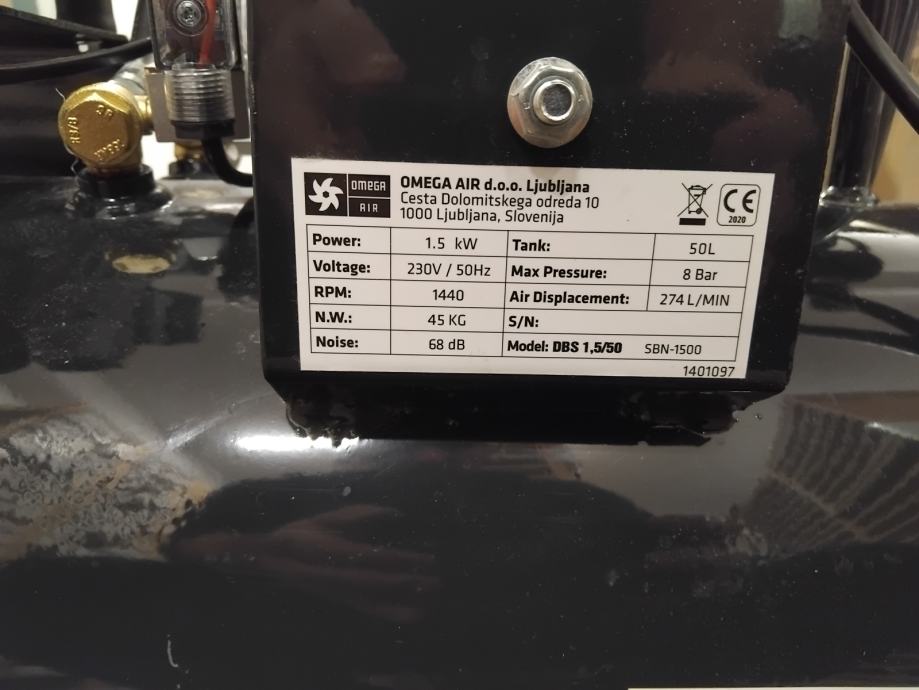 OMEGA
AIR
OMEGA AIR d.o.o. Ljubljana
Cesta Dolomitskega odreda 10
1000 Ljubljana, Slovenija
CE
2020
Power: 1.5 kW Tank: 50L
Voltage: 230V / 50Hz Max Pressure: 8 Bar
RPM: 1440 Air Displacement: 274 L/MIN
N.W.: 45 KG S/N:
Noise: 68 dB Model: DBS 1,5/50 SBN-1500
1401097